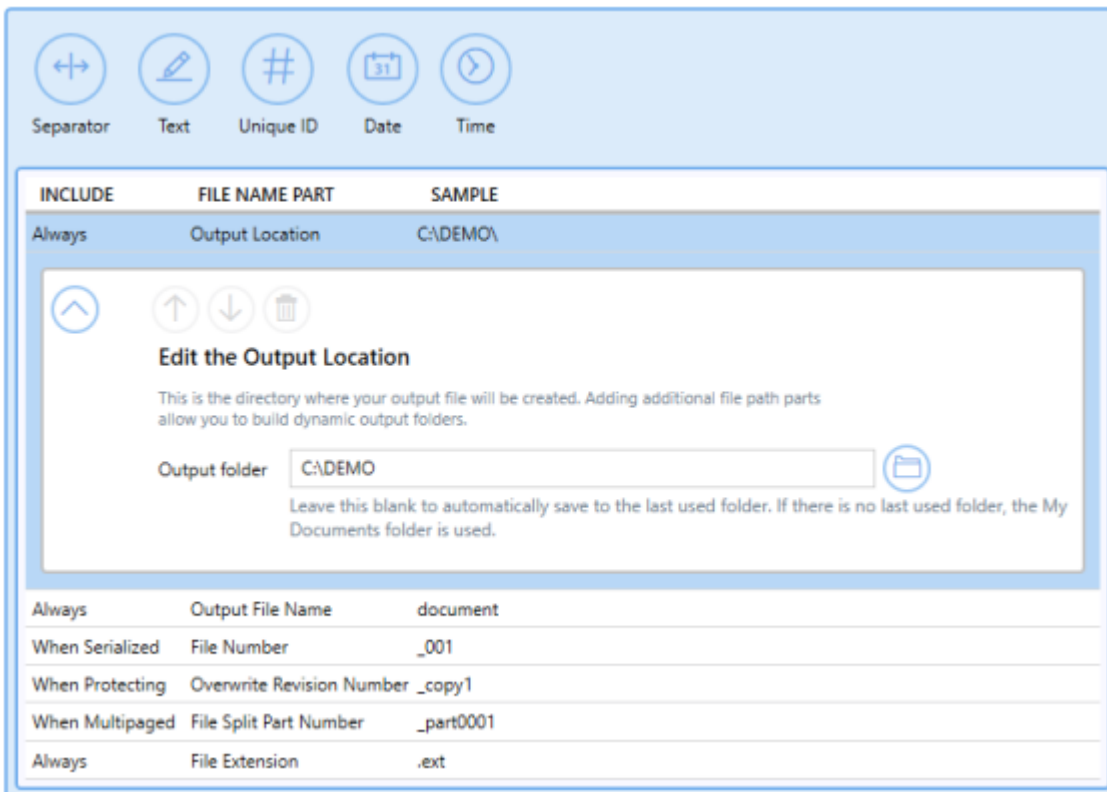 31
Separator Text Unique ID Date Time
INCLUDE FILE NAME PART SAMPLE
Always Output Location C:\DEMO\
Edit the Output Location
This is the directory where your output file will be created. Adding additional file path parts
allow you to build dynamic output folders.
Output folder C:\DEMO
Leave this blank to automatically save to the last used folder. If there is no last used folder, the My
Documents folder is used.
Always Output File Name document
When Serialized File Number _001
When Protecting Overwrite Revision Number _copy1
When Multipaged File Split Part Number _part0001
Always File Extension .ext